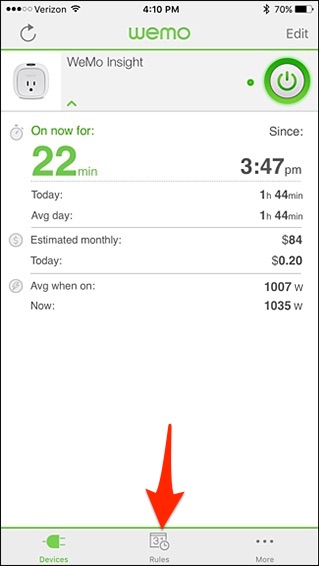 Verizon 4:10 PM 70%
wemo Edit
WeMo Insight
On now for: Since:
22min 3:47pm
Today: 1h 44min
Avg day: 1h 44min
Estimated monthly: $84
Today: $0.20
Avg when on: 1007 W
Now: 1035 W
Devices Rules More